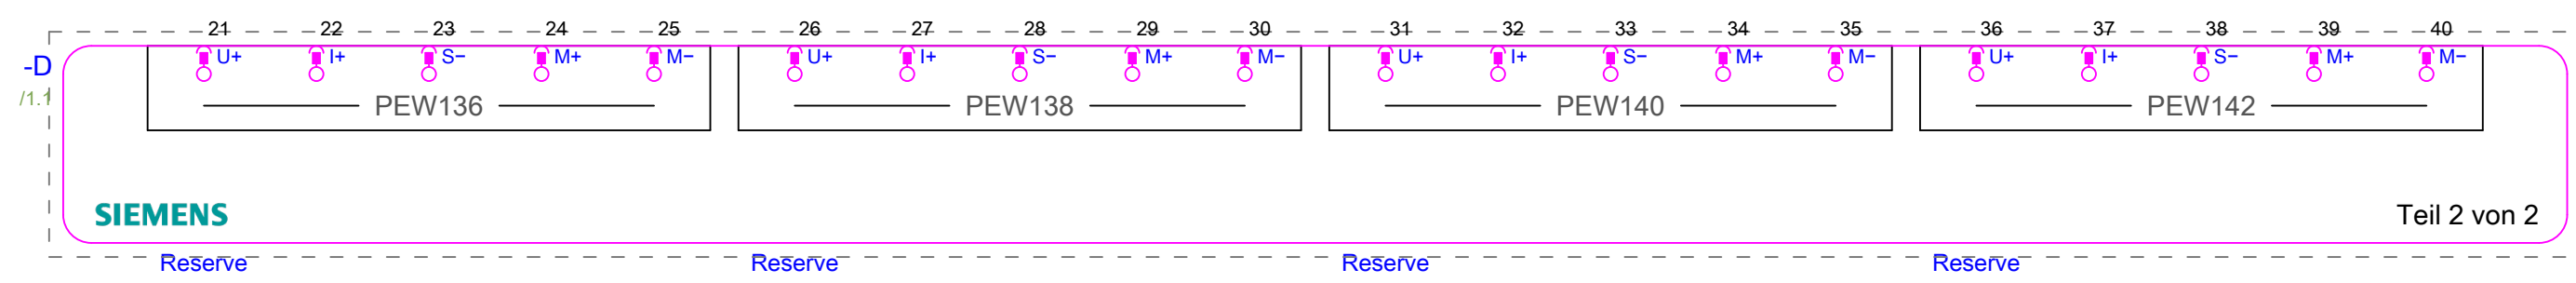 21 22 23 24 25 26 27 28 29 30 31 32 33 34 35 36 37 38 39 40
-D U+ I+ S− M+ M− U+ I+ S− M+ M− U+ I+ S− M+ M− U+ I+ S− M+ M−
/1.1 PEW136 PEW138 PEW140 PEW142
SIEMENS Teil 2 von 2
Reserve Reserve Reserve Reserve